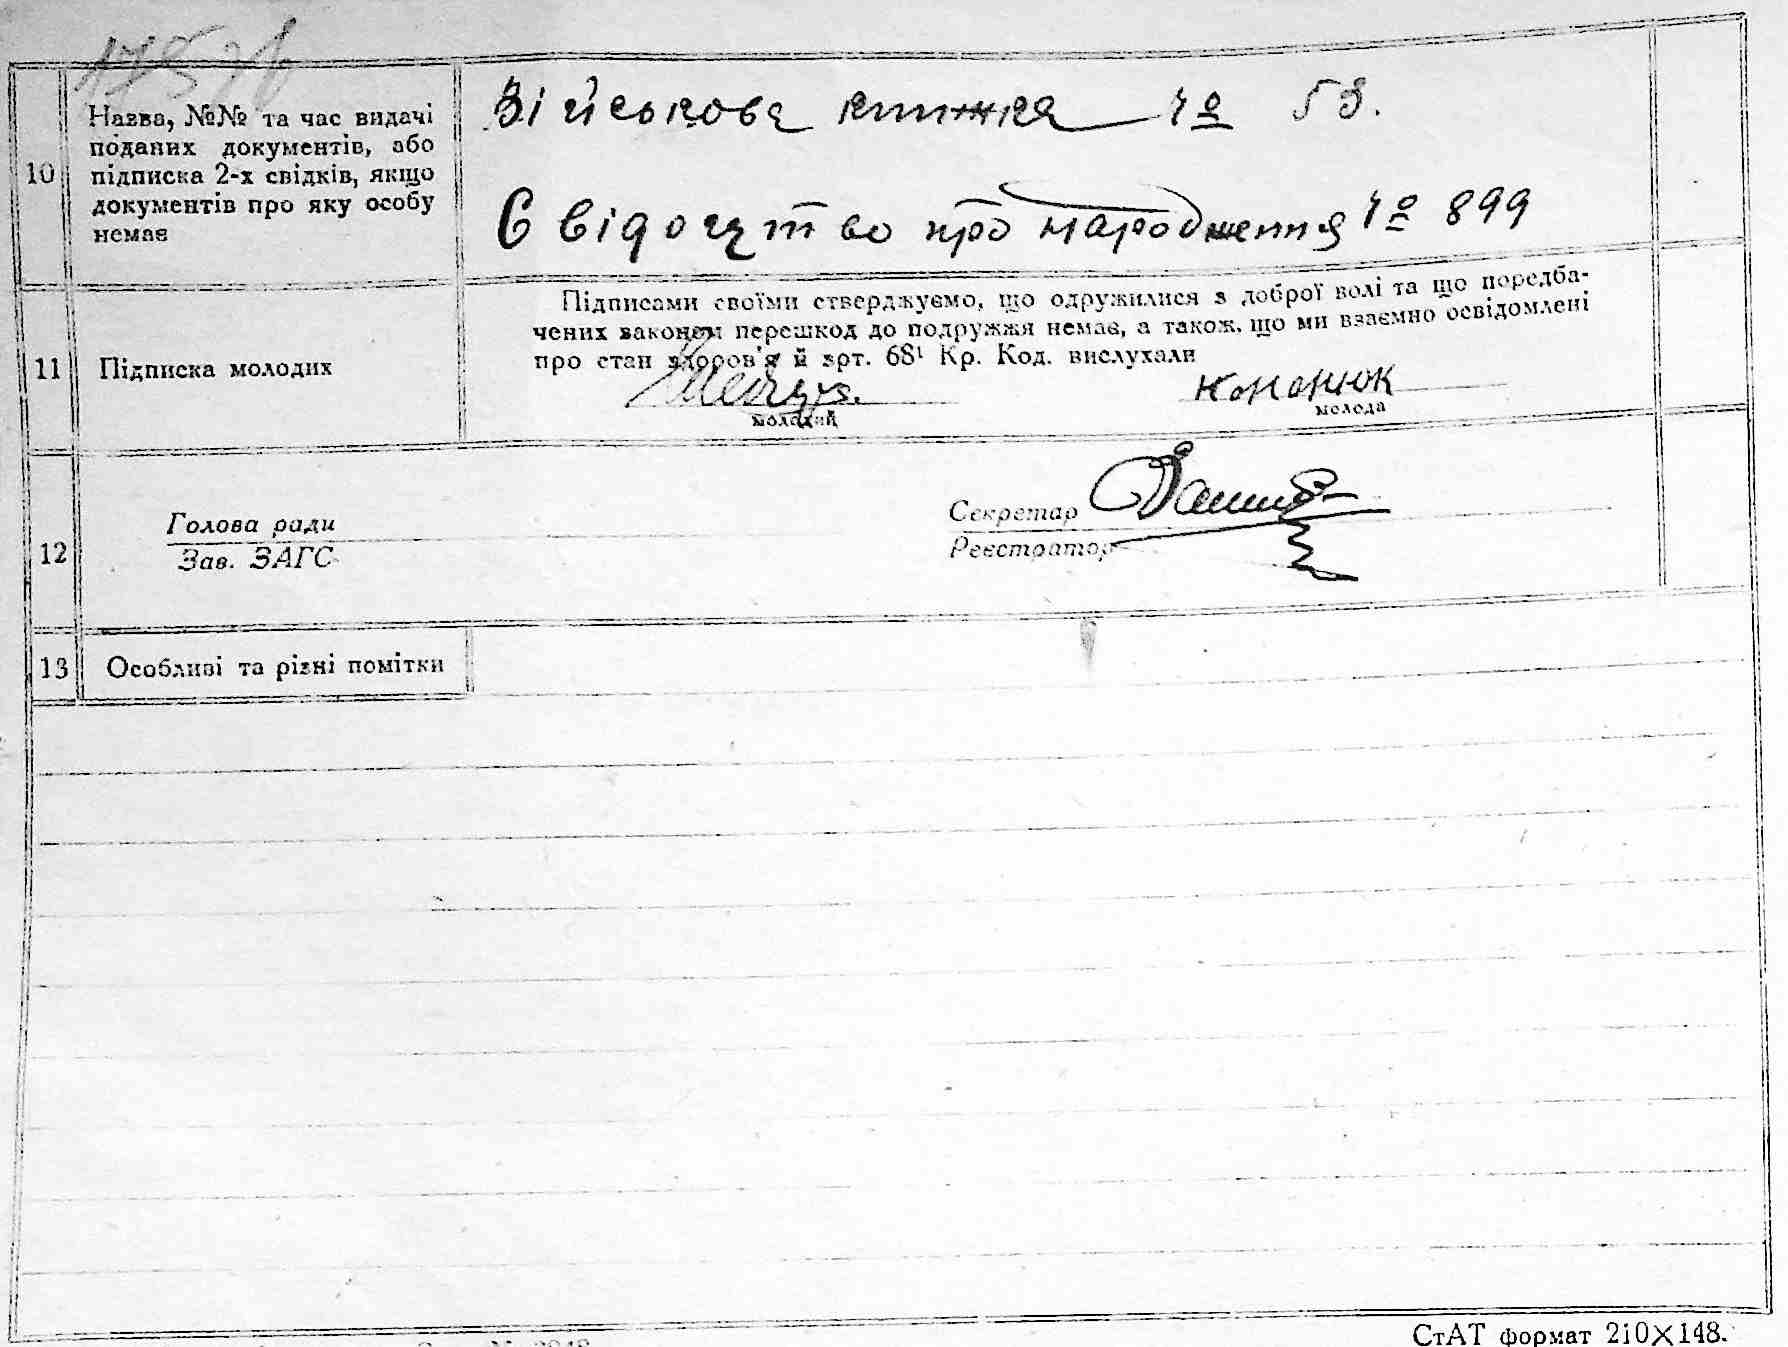 10
Назва, №№ та час видачі
поданих документів, або
підписка 2-х свідків, якщо
документів про яку особу
немає
Військова книжка № 53.
Свідоцтво про народження № 899
11
Підписка молодих
Підписами своїми стверджуємо, що одружилися з доброї волі та що передба-
чених законом перешкод до подружжя немає, а також, що ми взаємно освідомлені
про стан здоров'я й арт. 68¹ Кр. Код. вислухали
Кононюк
молодий
молода
12
Голова ради
Зав. ЗАГС
Секретар
Реєстратор
13
Особливі та різні помітки
СтАТ формат 210×148.